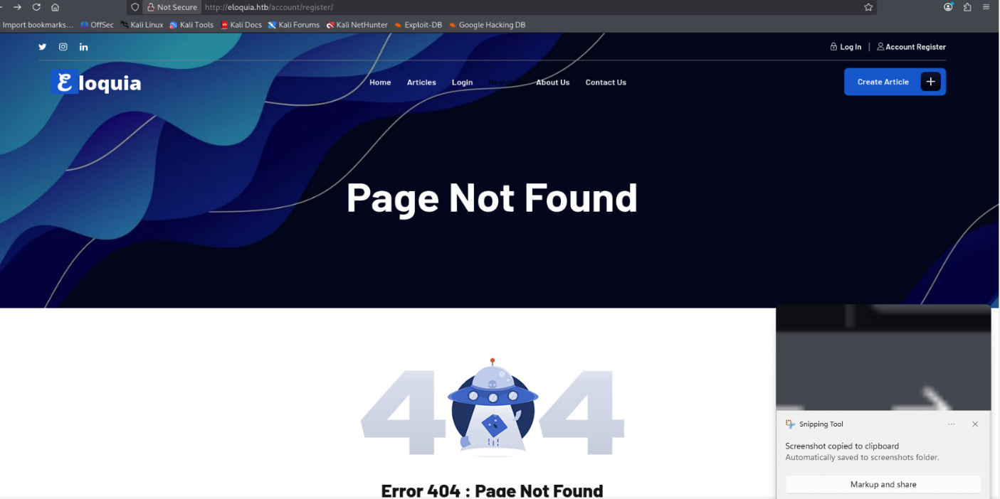 Not Secure http://eloquia.htb/account/register/
Import bookmarks... OffSec Kali Linux Kali Tools Kali Docs Kali Forums Kali NetHunter Exploit-DB Google Hacking DB
in Log In | Account Register
Eloquia Home Articles Login Register About Us Contact Us Create Article +
Page Not Found
404
Error 404 : Page Not Found
Snipping Tool
Screenshot copied to clipboard
Automatically saved to screenshots folder.
Markup and share